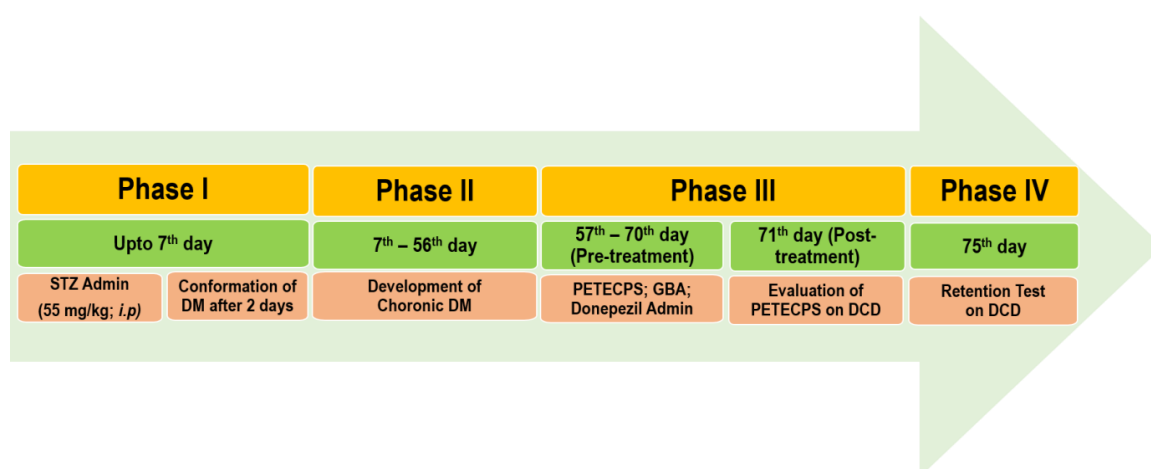 Phase I
Phase II
Phase III
Phase IV
Upto 7th day
7th – 56th day
57th – 70th day
(Pre-treatment)
71th day (Post-
treatment)
75th day
STZ Admin
(55 mg/kg; i.p)
Conformation of
DM after 2 days
Development of
Choronic DM
PETECPS; GBA;
Donepezil Admin
Evaluation of
PETECPS on DCD
Retention Test
on DCD